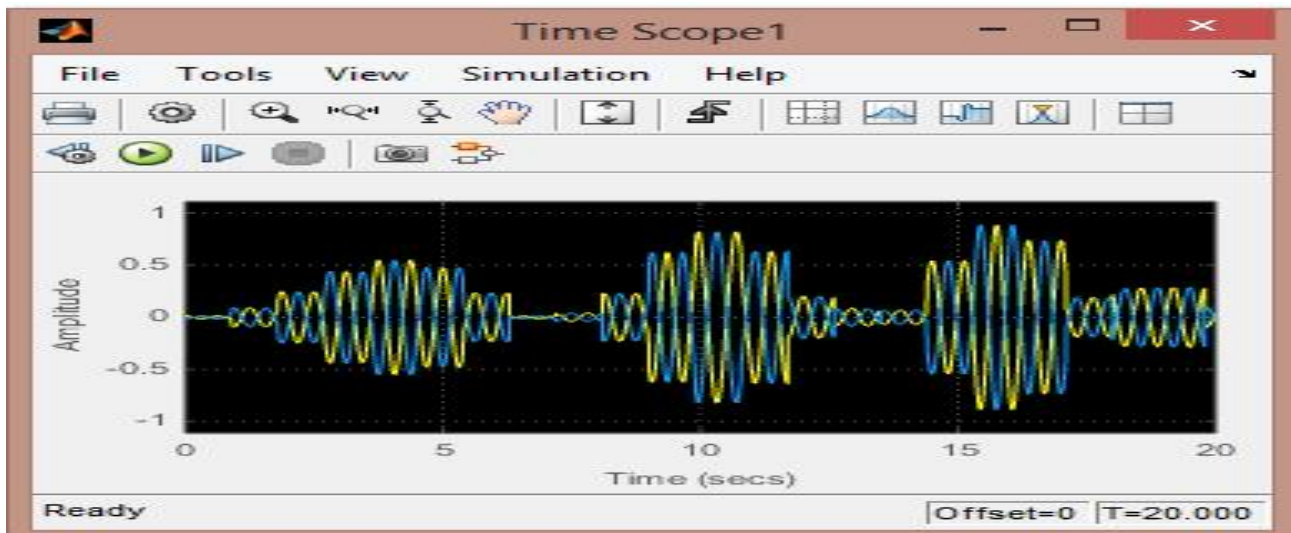 Time Scope1
File Tools View Simulation Help
1
0.5
0
-0.5
-1
Amplitude
0 5 10 15 20
Time (secs)
Ready Offset=0 T=20.000